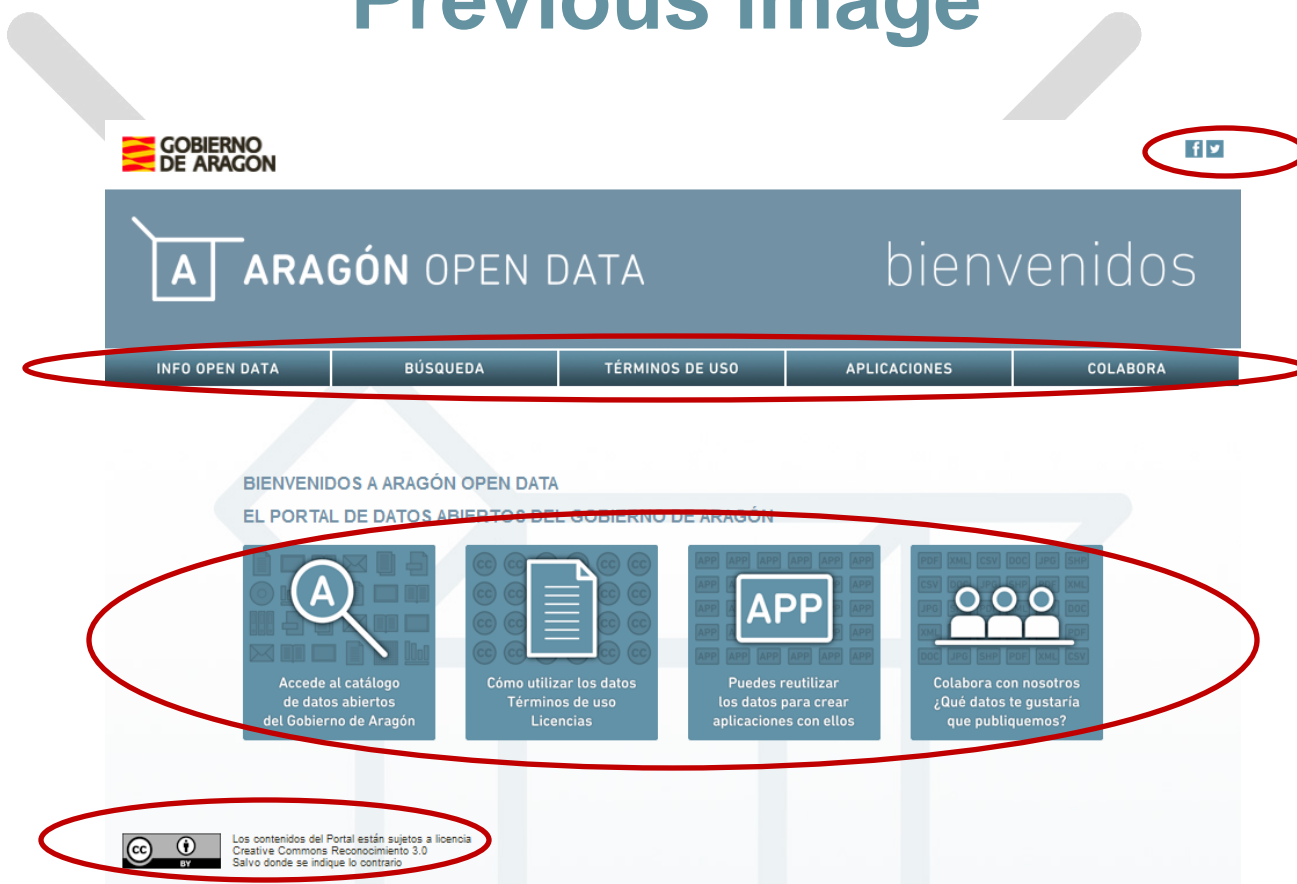 Previous Image
GOBIERNO
DE ARAGON
f
A ARAGÓN OPEN DATA
bienvenidos
INFO OPEN DATA BÚSQUEDA TÉRMINOS DE USO APLICACIONES COLABORA
BIENVENIDOS A ARAGÓN OPEN DATA
EL PORTAL DE DATOS ABIERTOS DEL GOBIERNO DE ARAGÓN
A
Accede al catálogo
de datos abiertos
del Gobierno de Aragón
Cómo utilizar los datos
Términos de uso
Licencias
APP
Puedes reutilizar
los datos para crear
aplicaciones con ellos
Colabora con nosotros
¿Qué datos te gustaría
que publiquemos?
cc BY
Los contenidos del Portal están sujetos a licencia
Creative Commons Reconocimiento 3.0
Salvo donde se indique lo contrario